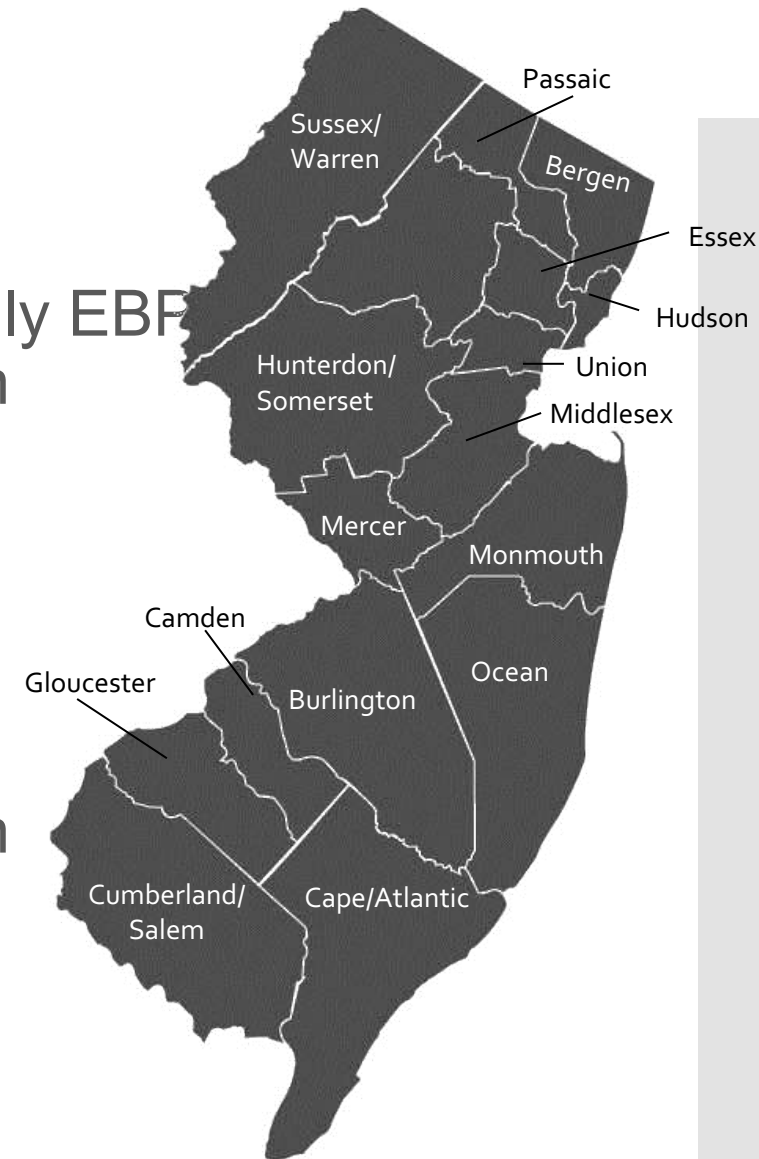 Passaic
Sussex/
Warren
Bergen
Essex
ly EBP
Hudson
Hunterdon/
Somerset
Union
Middlesex
Mercer
Monmouth
Camden
Ocean
Gloucester
Burlington
Cumberland/
Salem
Cape/Atlantic